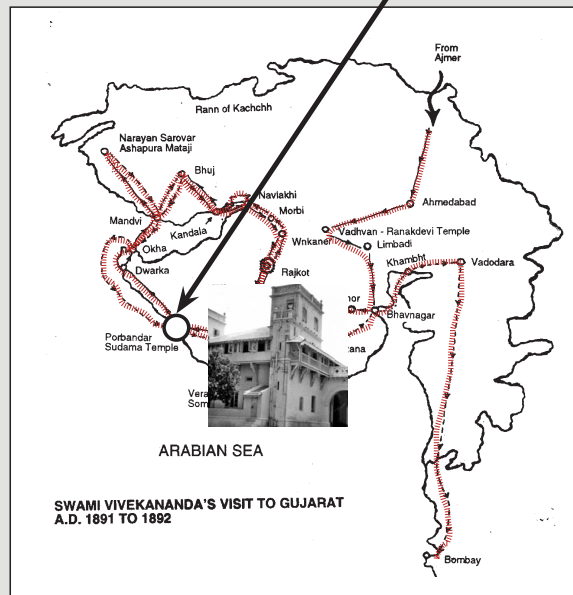 From
Ajmer
Rann of Kachchh
Narayan Sarovar
Ashapura Mataji
Bhuj
Navlakhi
Ahmedabad
Morbi
Mandvi
Kandala
Vadhvan - Ranakdevi Temple
Wnkaner
Limbadi
Okha
Khambht
Vadodara
Dwarka
Rajkot
Bhavnagar
Porbandar
Sudama Temple
ARABIAN SEA
SWAMI VIVEKANANDA'S VISIT TO GUJARAT
A.D. 1891 TO 1892
Bombay